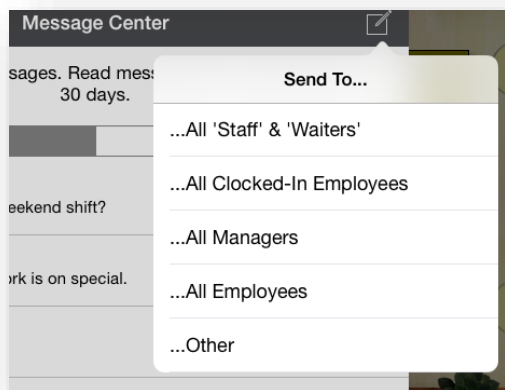 Message Center
sages. Read mess
30 days.
Send To...
...All 'Staff' & 'Waiters'
...All Clocked-In Employees
eekend shift?
...All Managers
ork is on special.
...All Employees
...Other